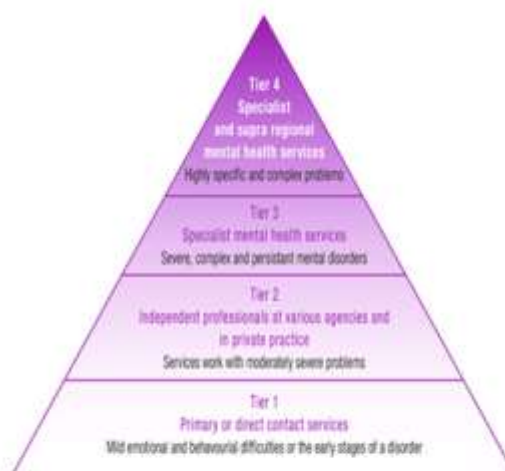 Tier 4
Specialist
and supra regional
mental health services
Highly specific and complex problems
Tier 3
Specialist mental health services
Severe, complex and persistant mental disorders
Tier 2
Independent professionals at various agencies and
in private practice
Services work with moderately severe problems
Tier 1
Primary or direct contact services
Mild emotional and behavourial difficulties or the early stages of a disorder